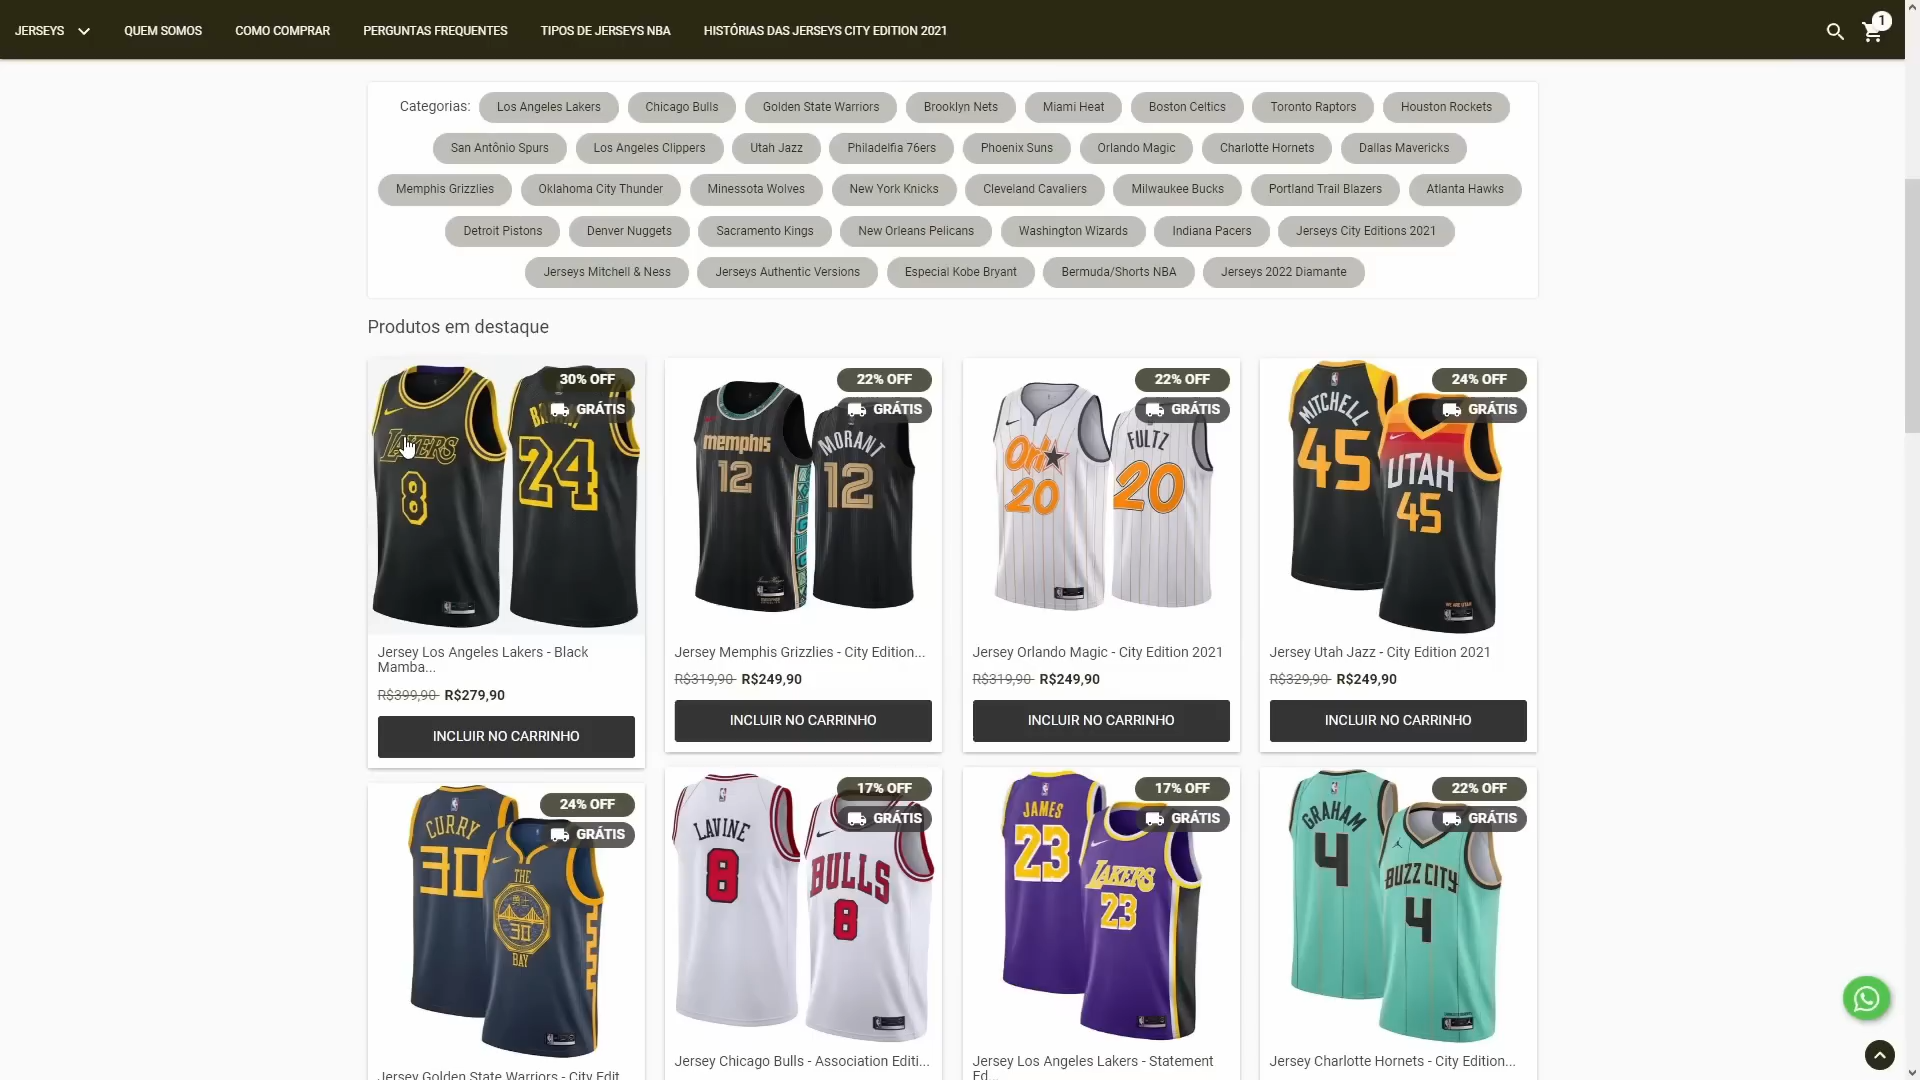 JERSEYS
QUEM SOMOS
COMO COMPRAR
PERGUNTAS FREQUENTES
TIPOS DE JERSEYS NBA
HISTÓRIAS DAS JERSEYS CITY EDITION 2021
1
Categorias: Los Angeles Lakers Chicago Bulls Golden State Warriors Brooklyn Nets Miami Heat Boston Celtics Toronto Raptors Houston Rockets
San Antônio Spurs Los Angeles Clippers Utah Jazz Philadelfia 76ers Phoenix Suns Orlando Magic Charlotte Hornets Dallas Mavericks
Memphis Grizzlies Oklahoma City Thunder Minessota Wolves New York Knicks Cleveland Cavaliers Milwaukee Bucks Portland Trail Blazers Atlanta Hawks
Detroit Pistons Denver Nuggets Sacramento Kings New Orleans Pelicans Washington Wizards Indiana Pacers Jerseys City Editions 2021
Jerseys Mitchell & Ness Jerseys Authentic Versions Especial Kobe Bryant Bermuda/Shorts NBA Jerseys 2022 Diamante
Produtos em destaque
30% OFF
GRÁTIS
LAKERS
8
24
Jersey Los Angeles Lakers - Black
Mamba...
R$399,90 R$279,90
INCLUIR NO CARRINHO
22% OFF
GRÁTIS
memphis
12
MORANT
12
Jersey Memphis Grizzlies - City Edition...
R$319,90 R$249,90
INCLUIR NO CARRINHO
22% OFF
GRÁTIS
Orl
20
FULTZ
20
Jersey Orlando Magic - City Edition 2021
R$319,90 R$249,90
INCLUIR NO CARRINHO
24% OFF
GRÁTIS
MITCHELL
45
UTAH
45
Jersey Utah Jazz - City Edition 2021
R$329,90 R$249,90
INCLUIR NO CARRINHO
24% OFF
GRÁTIS
CURRY
30
THE
30
BAY
Jersey Golden State Warriors - City Edit
17% OFF
GRÁTIS
LAVINE
8
BULLS
8
Jersey Chicago Bulls - Association Editi...
17% OFF
GRÁTIS
JAMES
23
LAKERS
23
Jersey Los Angeles Lakers - Statement
Ed...
22% OFF
GRÁTIS
GRAHAM
4
BUZZ CITY
4
Jersey Charlotte Hornets - City Edition...